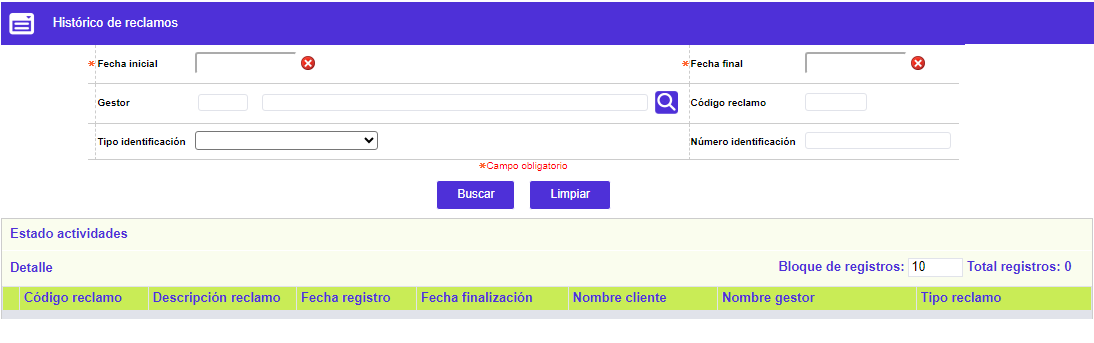 Histórico de reclamos
*Fecha inicial *Fecha final
Gestor Código reclamo
Tipo identificación Número identificación
*Campo obligatorio
Buscar Limpiar
Estado actividades
Detalle Bloque de registros: 10 Total registros: 0
Código reclamo Descripción reclamo Fecha registro Fecha finalización Nombre cliente Nombre gestor Tipo reclamo